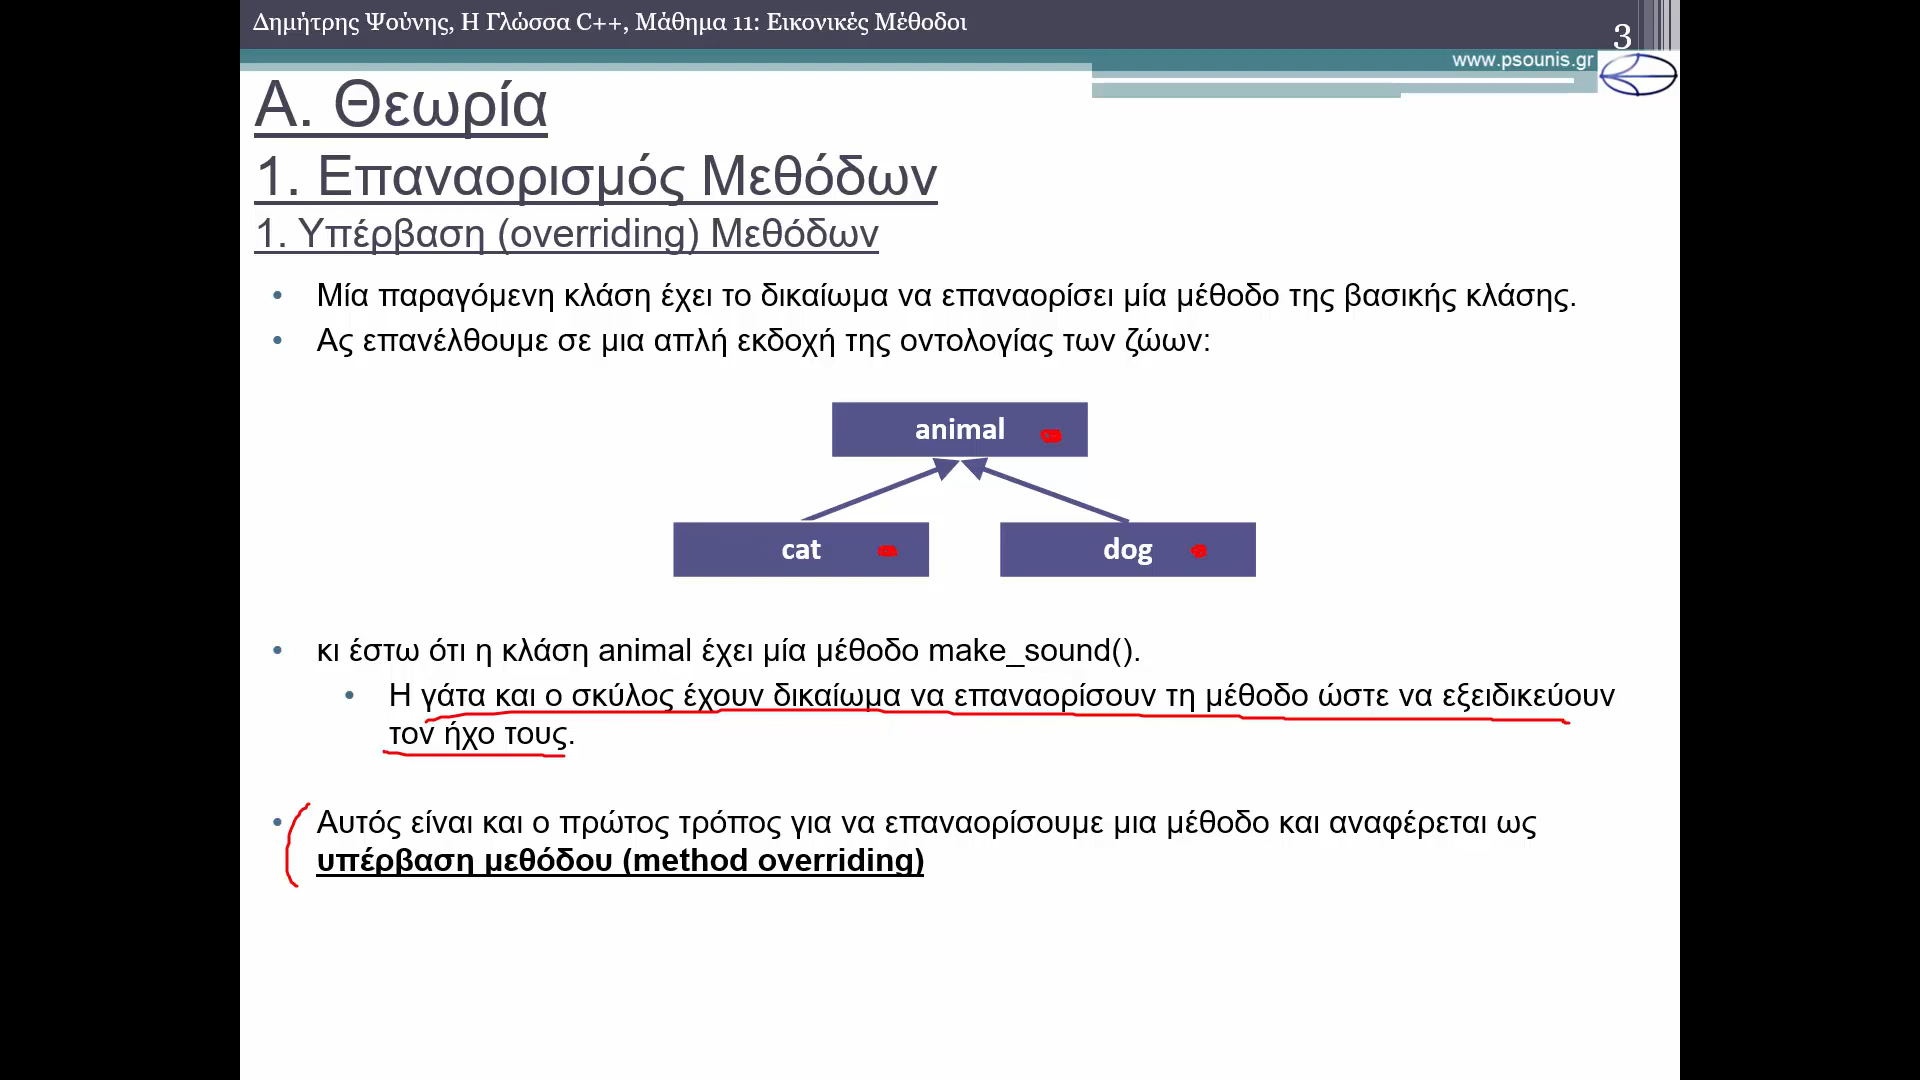 Δημήτρης Ψούνης, Η Γλώσσα C++, Μάθημα 11: Εικονικές Μέθοδοι
3
www.psounis.gr
Α. Θεωρία
1. Επαναορισμός Μεθόδων
1. Υπέρβαση (overriding) Μεθόδων
• Μία παραγόμενη κλάση έχει το δικαίωμα να επαναορίσει μία μέθοδο της βασικής κλάσης.
• Ας επανέλθουμε σε μια απλή εκδοχή της οντολογίας των ζώων:
animal
cat
dog
• κι έστω ότι η κλάση animal έχει μία μέθοδο make_sound().
• Η γάτα και ο σκύλος έχουν δικαίωμα να επαναορίσουν τη μέθοδο ώστε να εξειδικεύουν
τον ήχο τους.
• Αυτός είναι και ο πρώτος τρόπος για να επαναορίσουμε μια μέθοδο και αναφέρεται ως
υπέρβαση μεθόδου (method overriding)